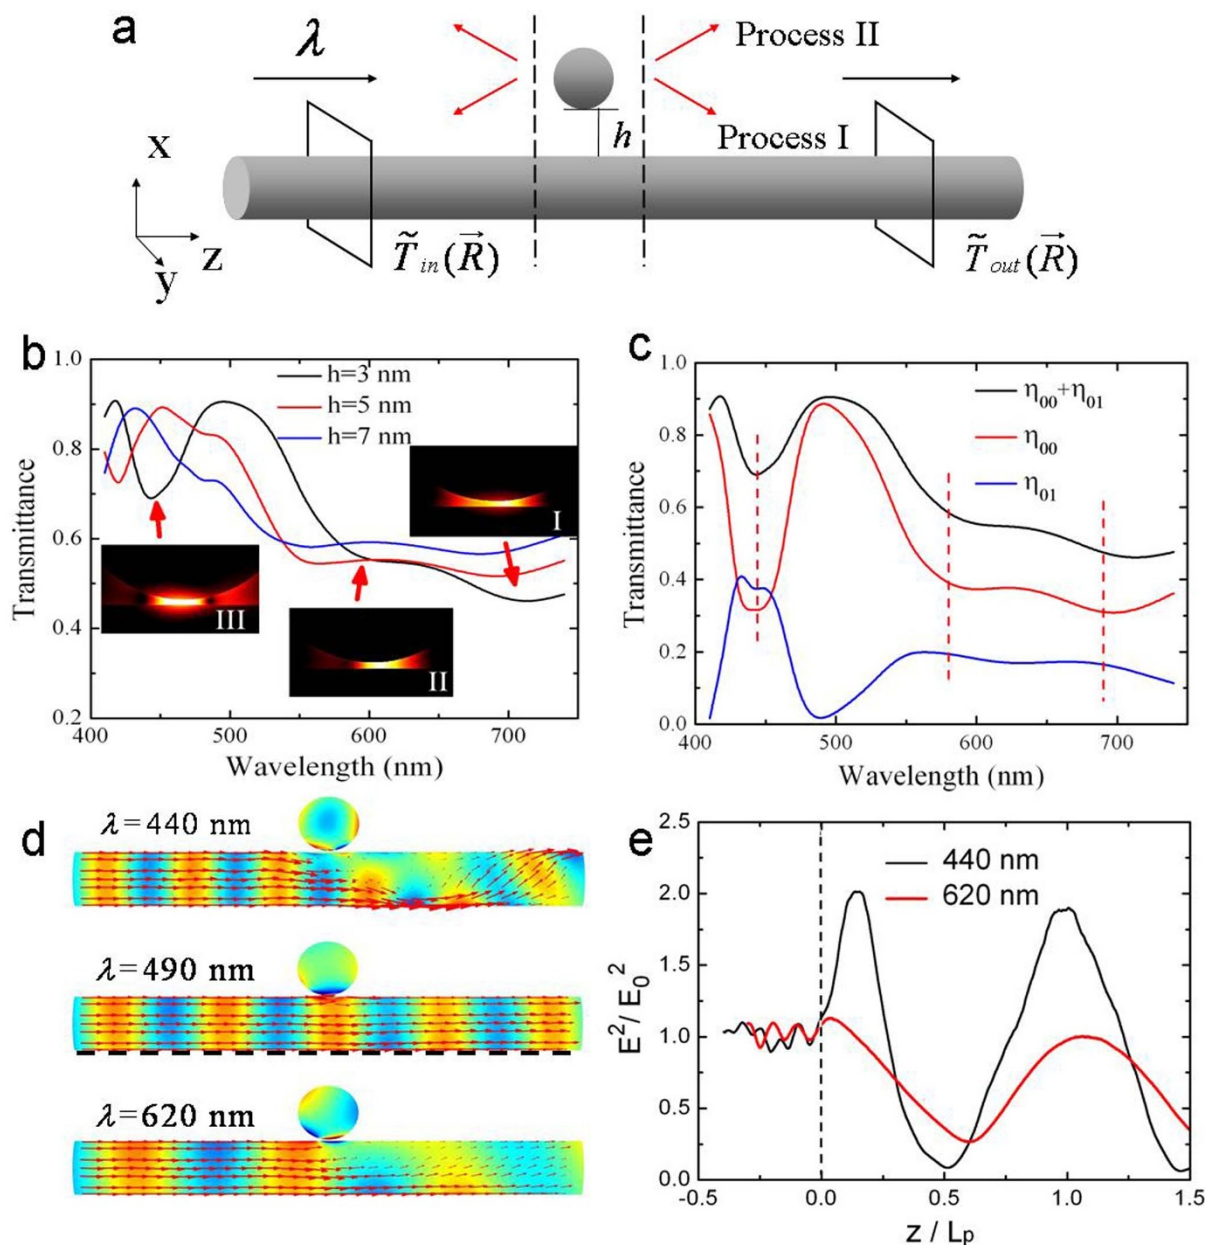 a
λ
Process II
h
Process I
x
z
y
T̃in(R⃗)
T̃out(R⃗)
b
h=3 nm
h=5 nm
h=7 nm
I
II
III
Transmittance
1.0
0.8
0.6
0.4
0.2
400 500 600 700
Wavelength (nm)
c
η00+η01
η00
η01
Transmittance
1.0
0.8
0.6
0.4
0.2
0.0
400 500 600 700
Wavelength (nm)
d
λ=440 nm
λ=490 nm
λ=620 nm
e
440 nm
620 nm
E²/E0²
2.5
2.0
1.5
1.0
0.5
0.0
-0.5 0.0 0.5 1.0 1.5
z / Lp